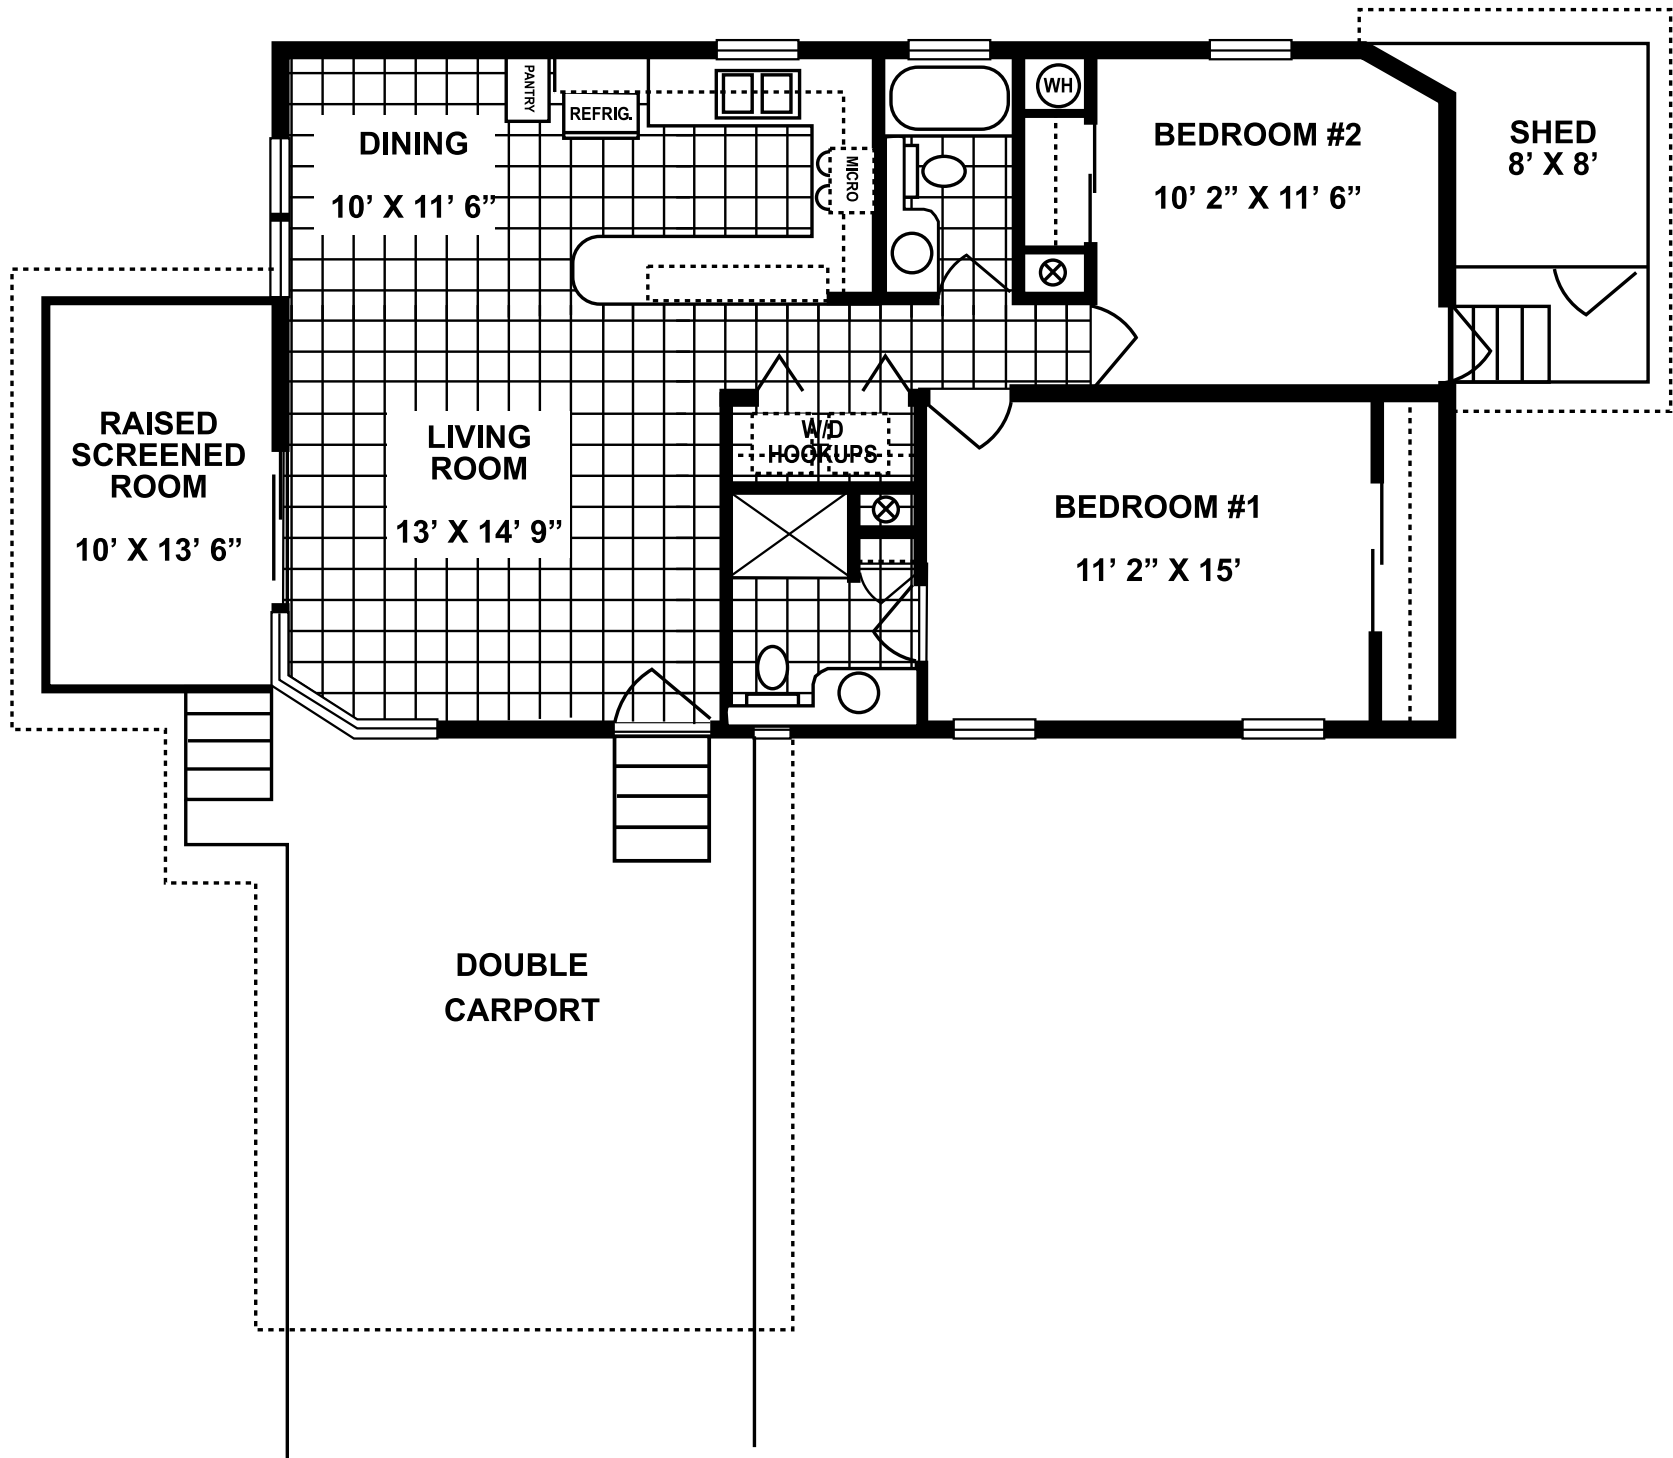 PANTRY
REFRIG.
WH
DINING
10’ X 11’ 6”
MICRO
BEDROOM #2
10’ 2” X 11’ 6”
SHED
8’ X 8’
RAISED
SCREENED
ROOM
10’ X 13’ 6”
LIVING
ROOM
13’ X 14’ 9”
W/D
HOOKUPS
BEDROOM #1
11’ 2” X 15’
DOUBLE
CARPORT